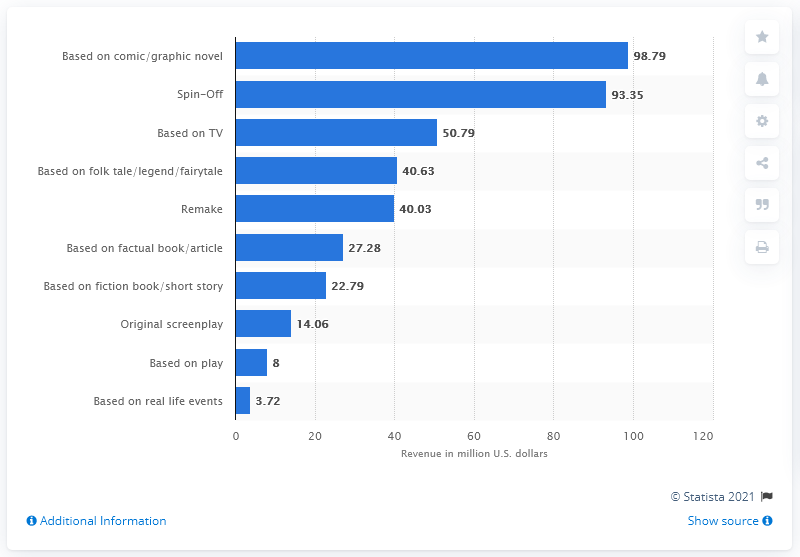 Based on comic/graphic novel 98.79
Spin-Off 93.35
Based on TV 50.79
Based on folk tale/legend/fairytale 40.63
Remake 40.03
Based on factual book/article 27.28
Based on fiction book/short story 22.79
Original screenplay 14.06
Based on play 8
Based on real life events 3.72
0 20 40 60 80 100 120
Revenue in million U.S. dollars
© Statista 2021
Additional Information Show source